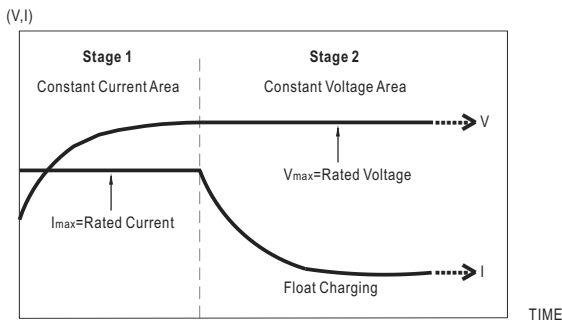 (V,I)
Stage 1
Constant Current Area
Stage 2
Constant Voltage Area
V
Vmax=Rated Voltage
Imax=Rated Current
I
Float Charging
TIME